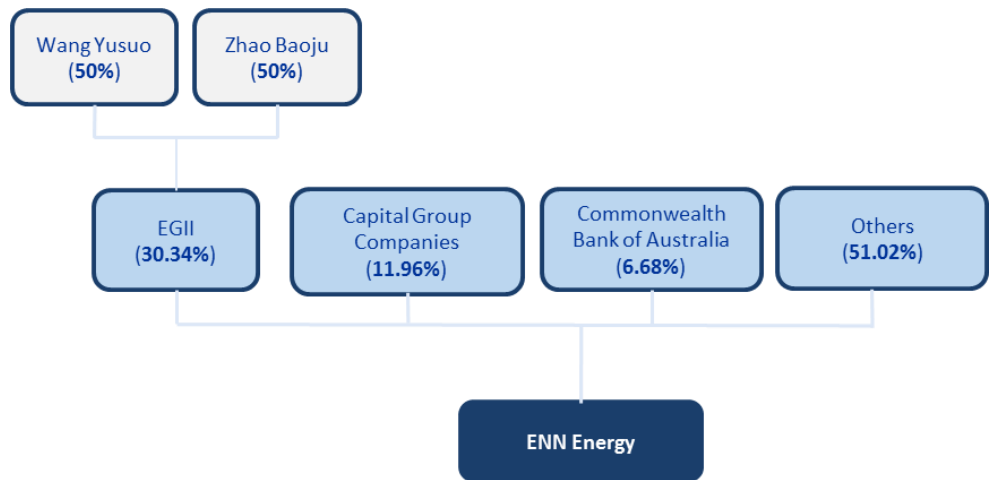 Wang Yusuo
(50%)
Zhao Baoju
(50%)
EGII
(30.34%)
Capital Group
Companies
(11.96%)
Commonwealth
Bank of Australia
(6.68%)
Others
(51.02%)
ENN Energy